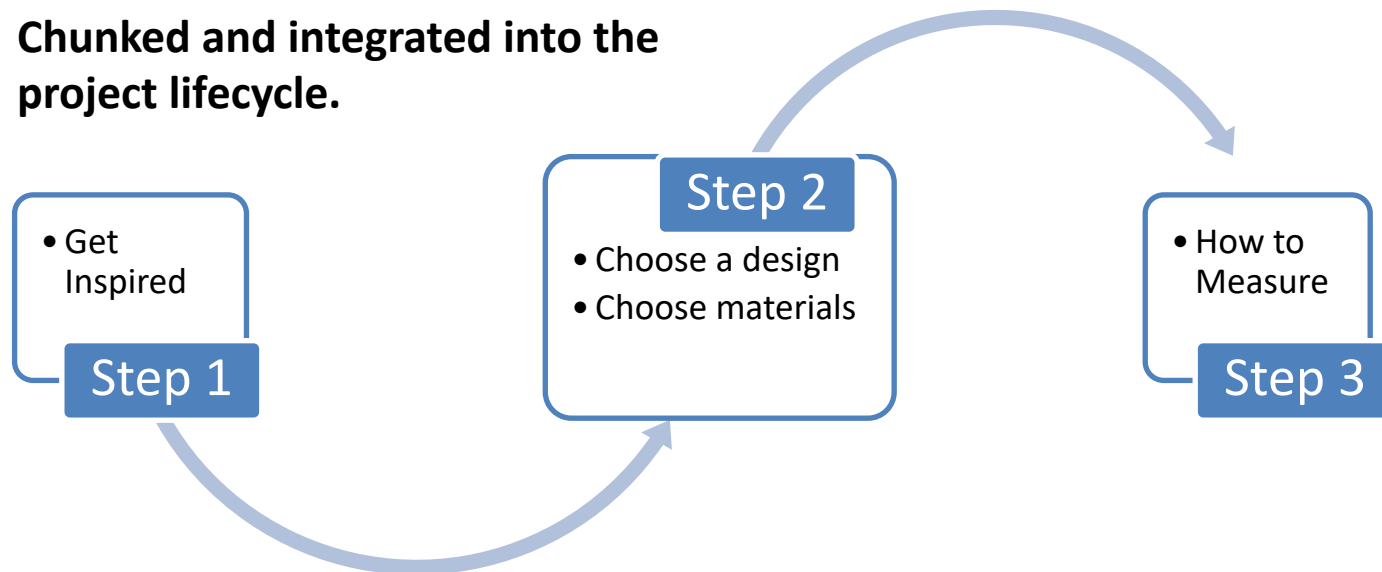 Chunked and integrated into the
project lifecycle.
• Get
Inspired
Step 1
Step 2
• Choose a design
• Choose materials
• How to
Measure
Step 3